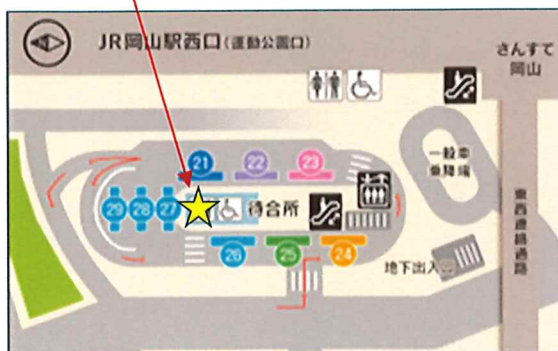 JR岡山駅西口(運動公園口)
さんすて
岡山
21
22
23
一般車
乗降場
29
28
27
待合所
26
25
24
地下出入口
東西連絡通路